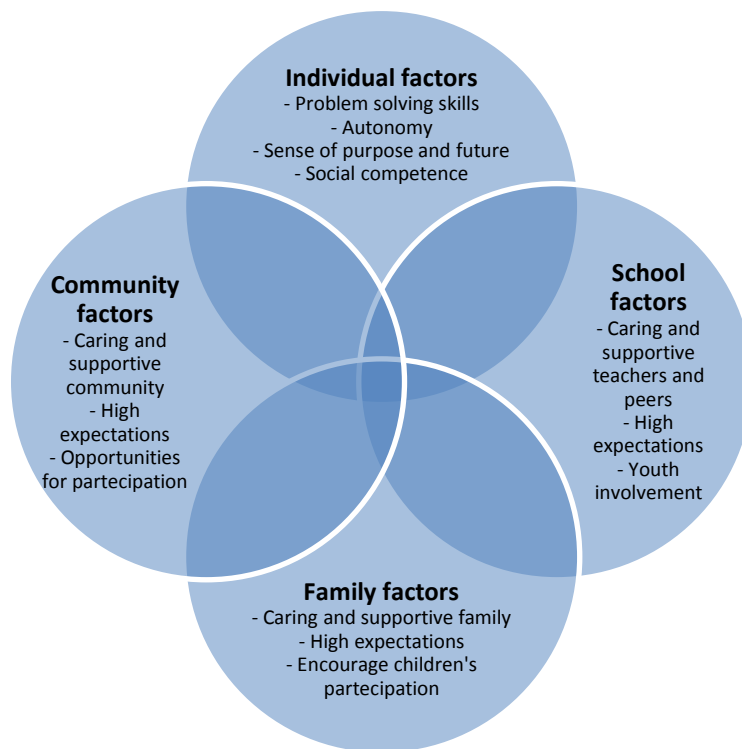 Individual factors
- Problem solving skills
- Autonomy
- Sense of purpose and future
- Social competence
Community
factors
- Caring and
supportive
community
- High
expectations
- Opportunities
for partecipation
School
factors
- Caring and
supportive
teachers and
peers
- High
expectations
- Youth
involvement
Family factors
- Caring and supportive family
- High expectations
- Encourage children's
partecipation